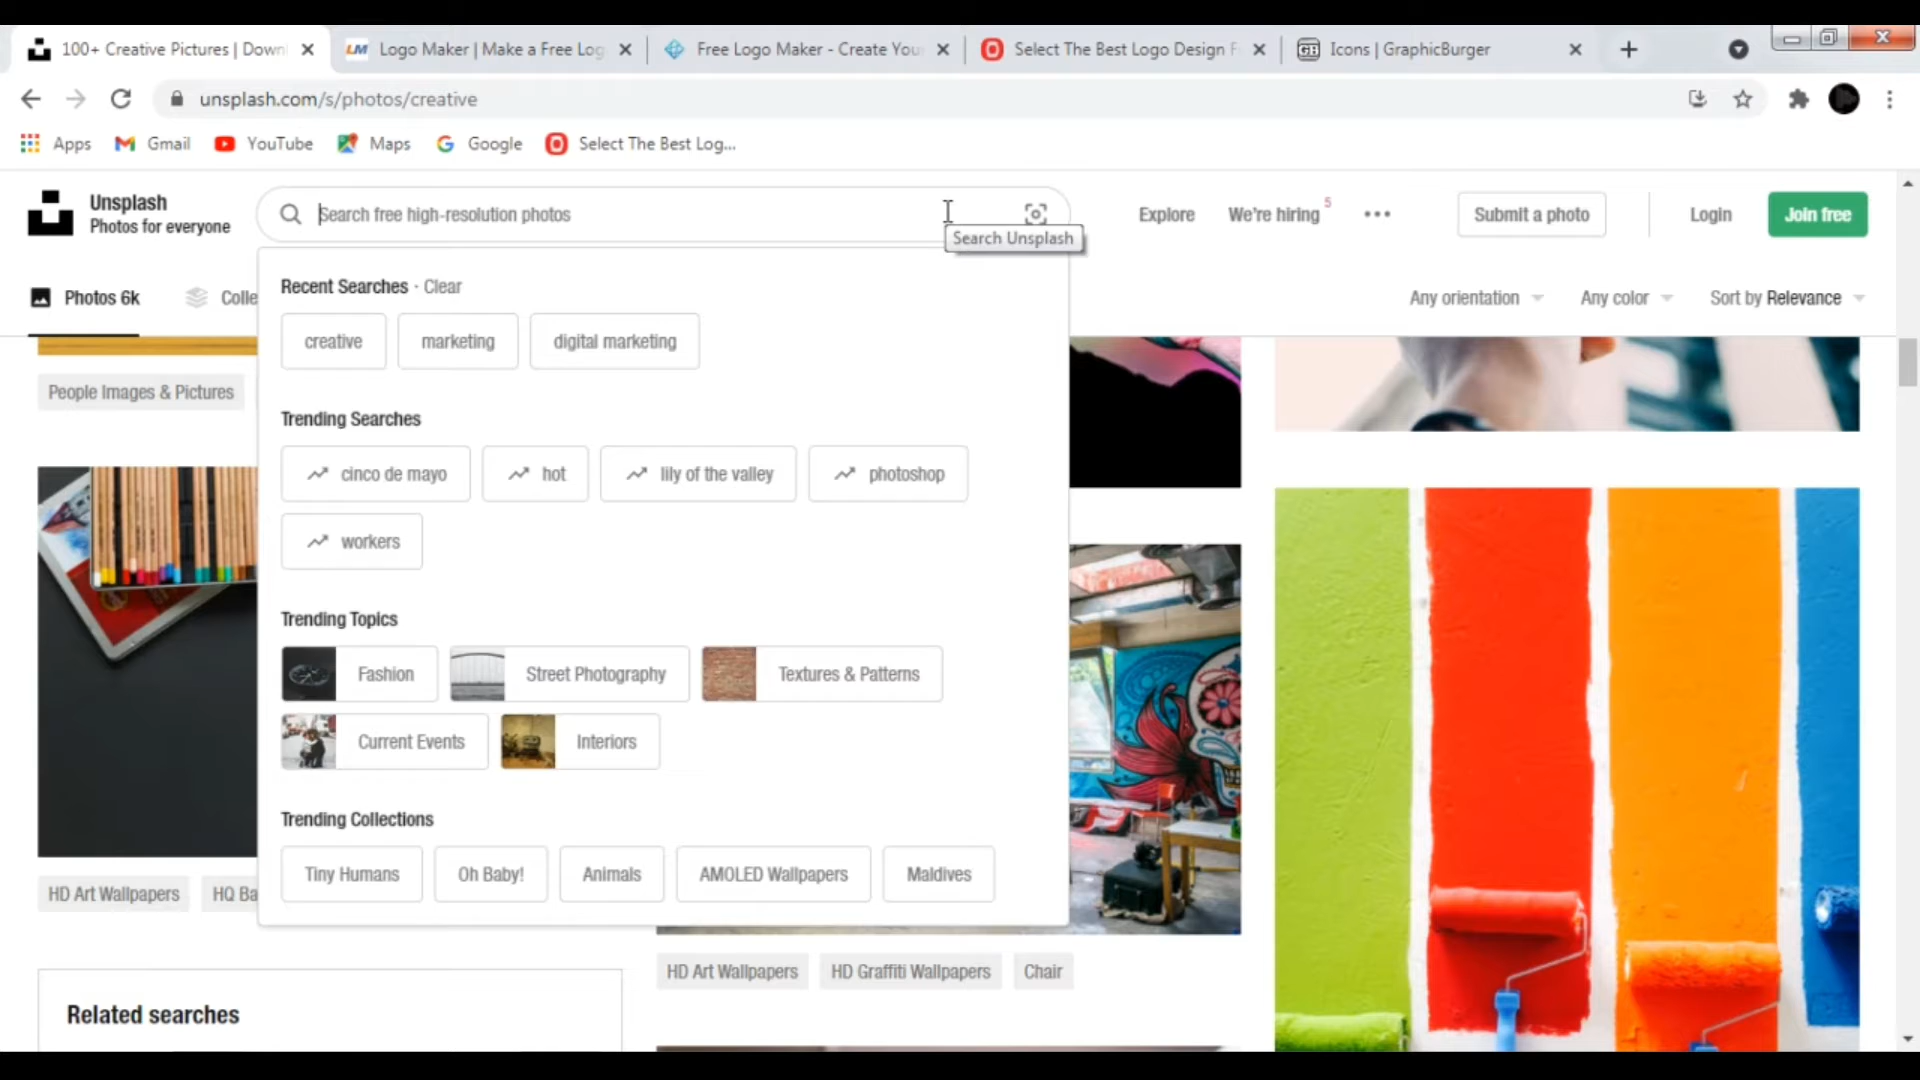 100+ Creative Pictures | Down
Logo Maker | Make a Free Log
Free Logo Maker - Create You
Select The Best Logo Design F
Icons | GraphicBurger
unsplash.com/s/photos/creative
Apps
Gmail
YouTube
Maps
Google
Select The Best Log...
Unsplash
Photos for everyone
Search free high-resolution photos
Search Unsplash
Explore
We're hiring 5
Submit a photo
Login
Join free
Photos 6k
Colle
Any orientation
Any color
Sort by Relevance
Recent Searches · Clear
creative
marketing
digital marketing
Trending Searches
cinco de mayo
hot
lily of the valley
photoshop
workers
Trending Topics
Fashion
Street Photography
Textures & Patterns
Current Events
Interiors
Trending Collections
Tiny Humans
Oh Baby!
Animals
AMOLED Wallpapers
Maldives
People Images & Pictures
HD Art Wallpapers
HQ Ba
HD Art Wallpapers
HD Graffiti Wallpapers
Chair
Related searches